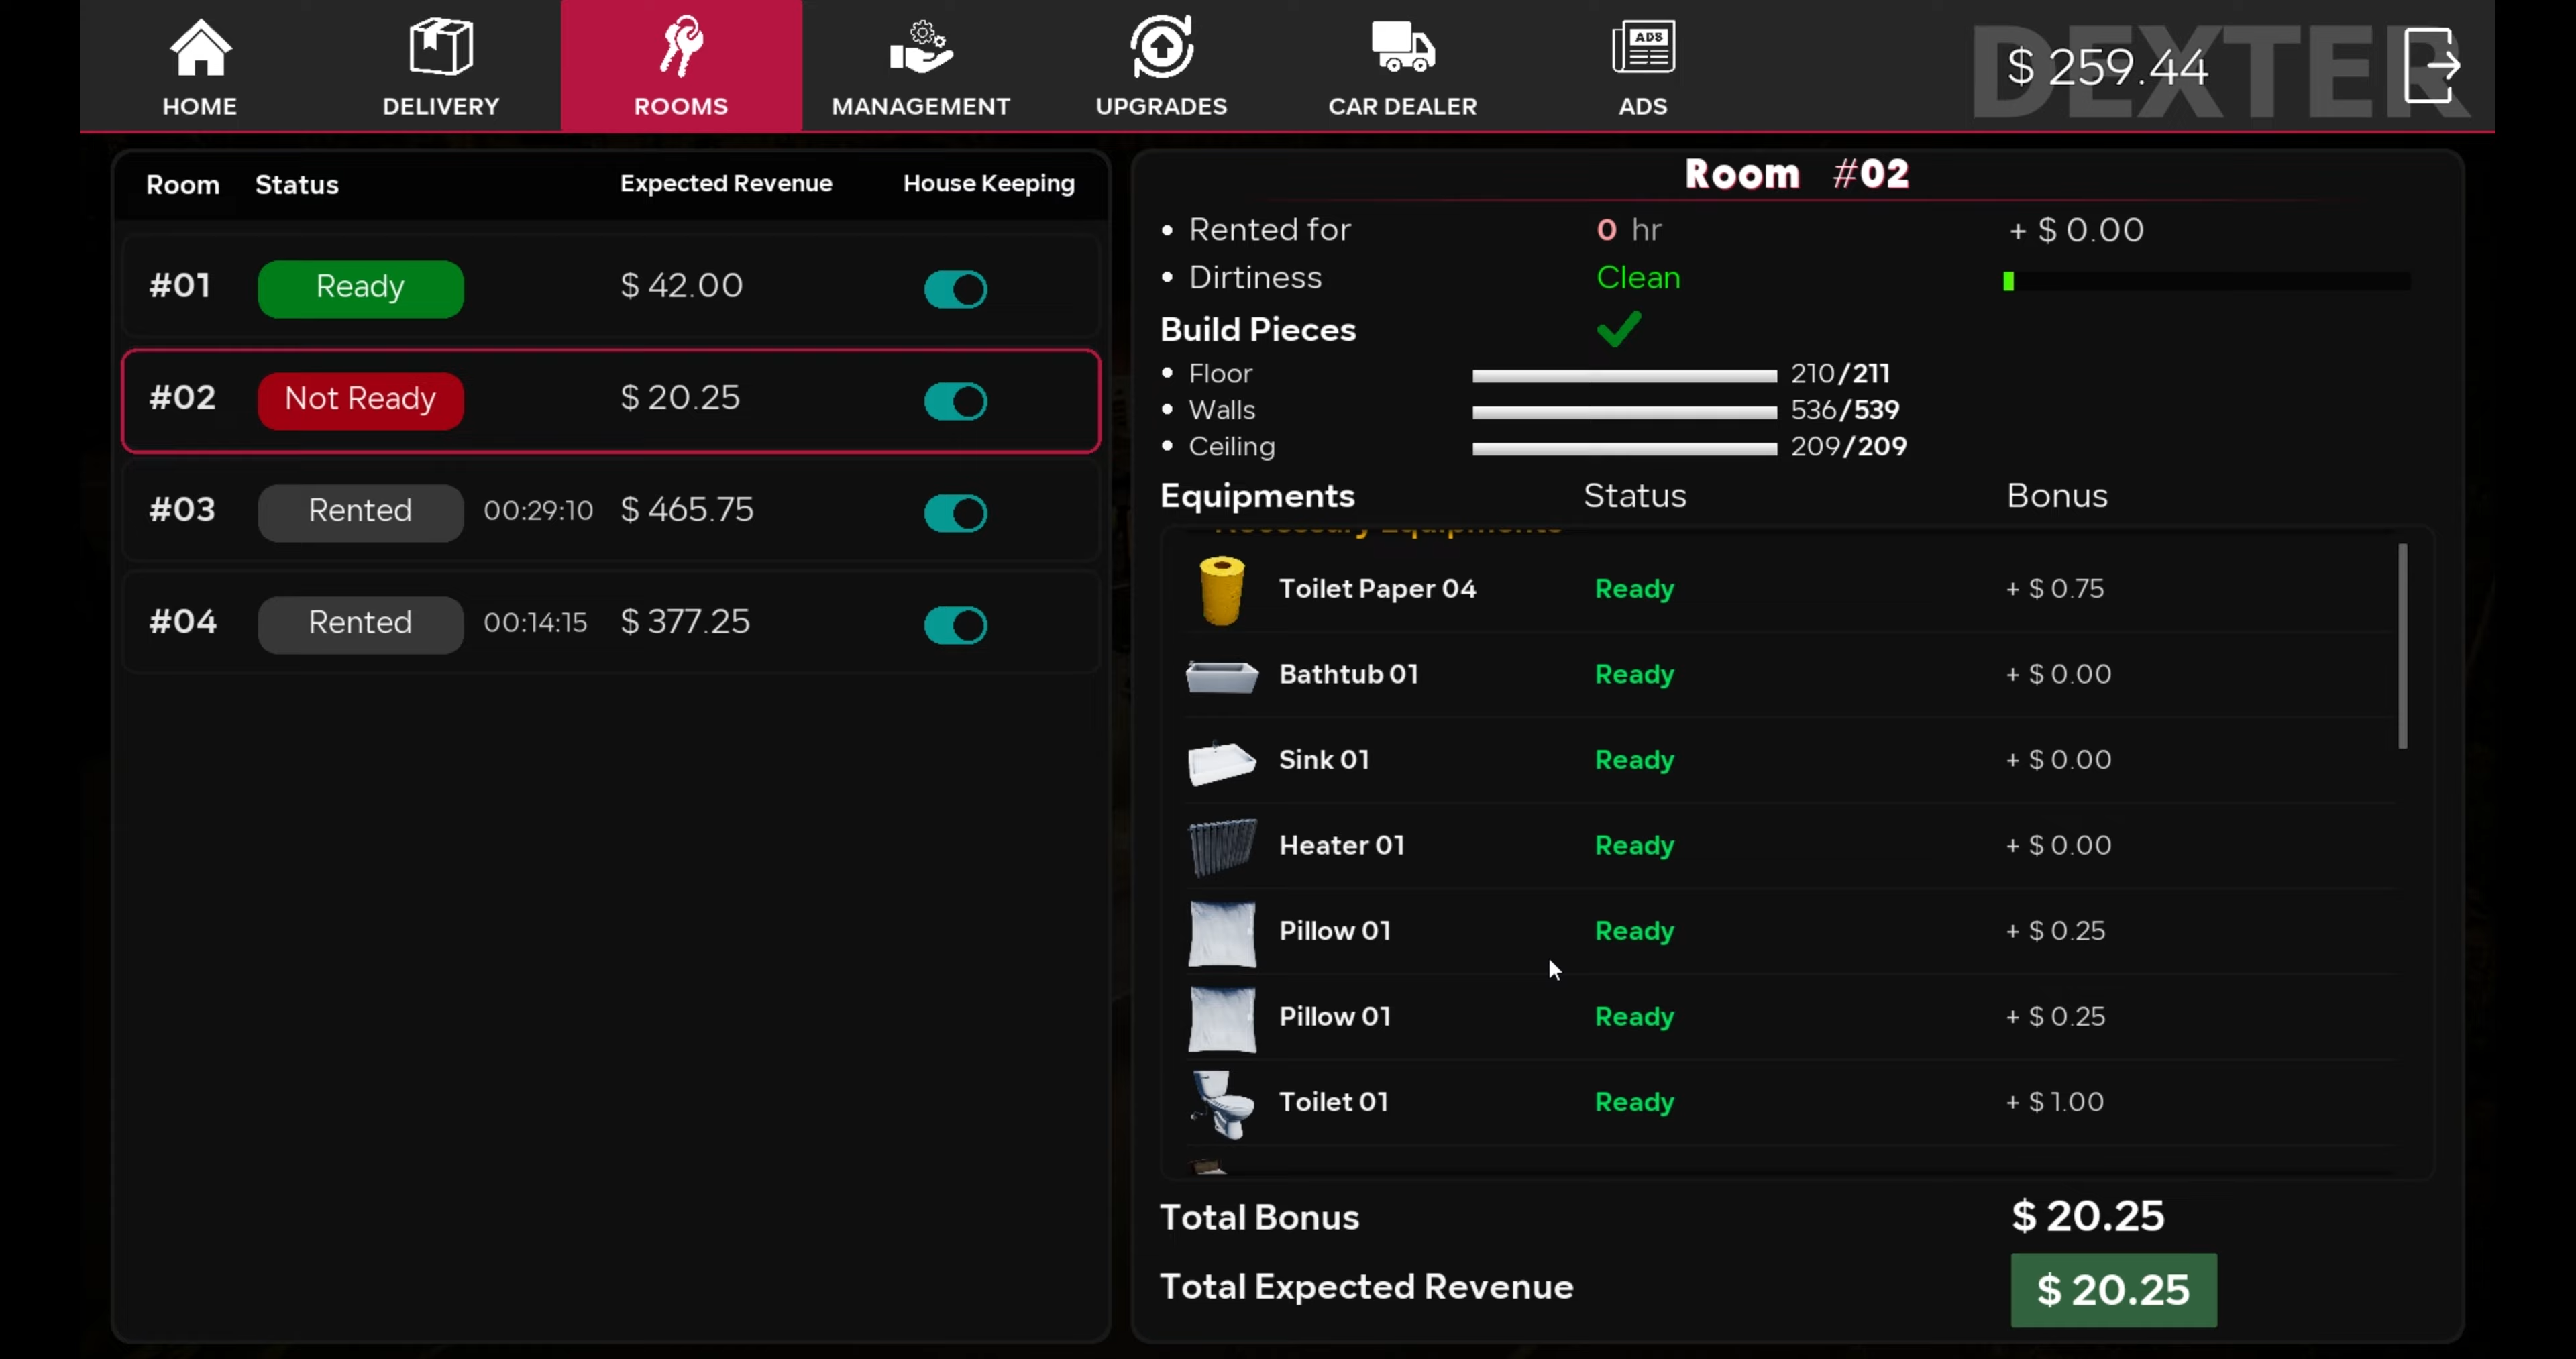 HOME DELIVERY ROOMS MANAGEMENT UPGRADES CAR DEALER ADS
ADS
DEXTER
$ 259.44
Room Status Expected Revenue House Keeping
#01 Ready $ 42.00
#02 Not Ready $ 20.25
#03 Rented 00:29:10 $ 465.75
#04 Rented 00:14:15 $ 377.25
Room #02
• Rented for 0 hr + $ 0.00
• Dirtiness Clean
Build Pieces
• Floor 210/211
• Walls 536/539
• Ceiling 209/209
Equipments Status Bonus
Necessary Equipments
Toilet Paper 04 Ready + $ 0.75
Bathtub 01 Ready + $ 0.00
Sink 01 Ready + $ 0.00
Heater 01 Ready + $ 0.00
Pillow 01 Ready + $ 0.25
Pillow 01 Ready + $ 0.25
Toilet 01 Ready + $ 1.00
Total Bonus $ 20.25
Total Expected Revenue $ 20.25